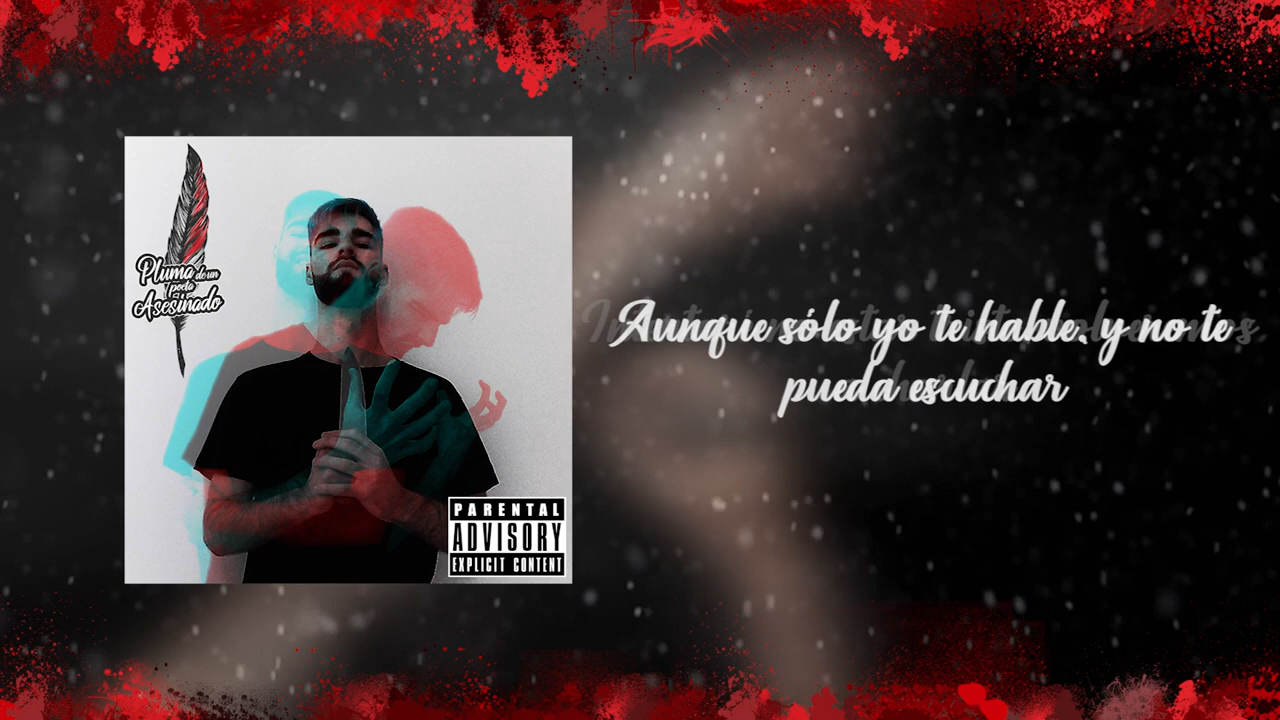 Pluma de un
poeta
Asesinado
PARENTAL
ADVISORY
EXPLICIT CONTENT
Aunque sólo yo te hable. y no te
pueda escuchar